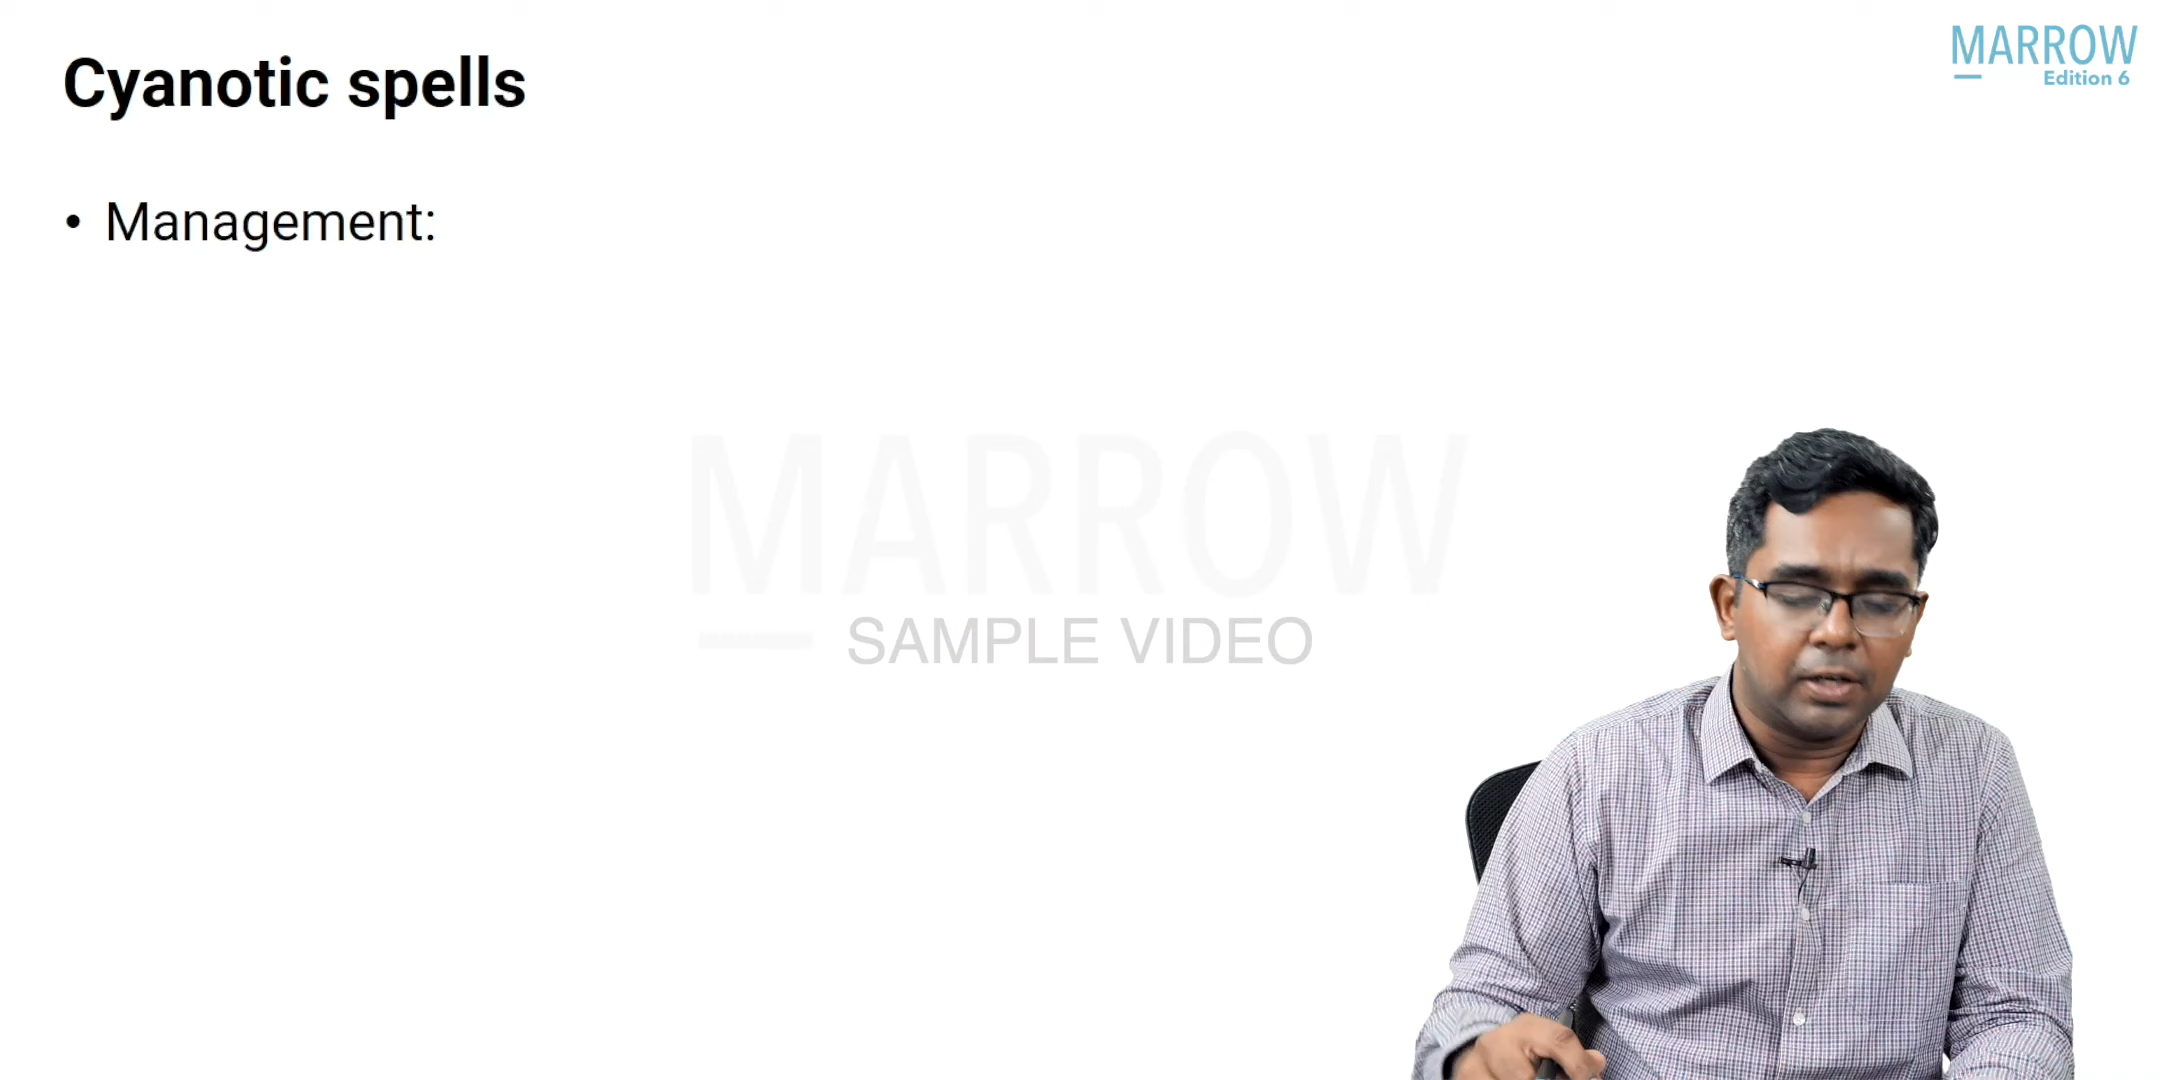 Cyanotic spells
MARROW
Edition 6
• Management:
MARROW
SAMPLE VIDEO